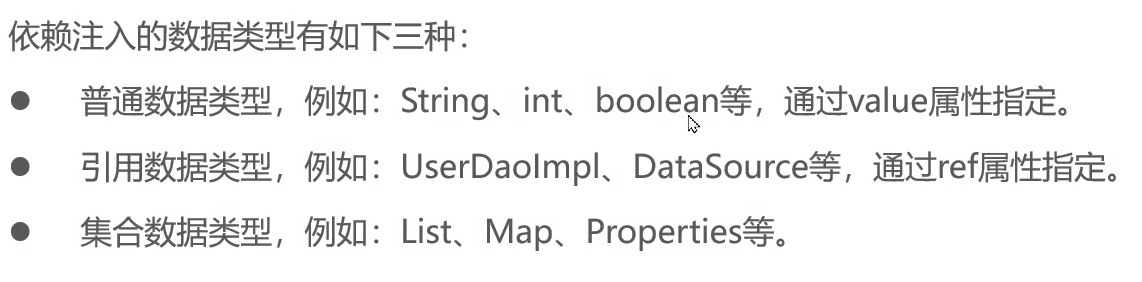 依赖注入的数据类型有如下三种：
● 普通数据类型，例如：String、int、boolean等，通过value属性指定。
● 引用数据类型，例如：UserDaoImpl、DataSource等，通过ref属性指定。
● 集合数据类型，例如：List、Map、Properties等。